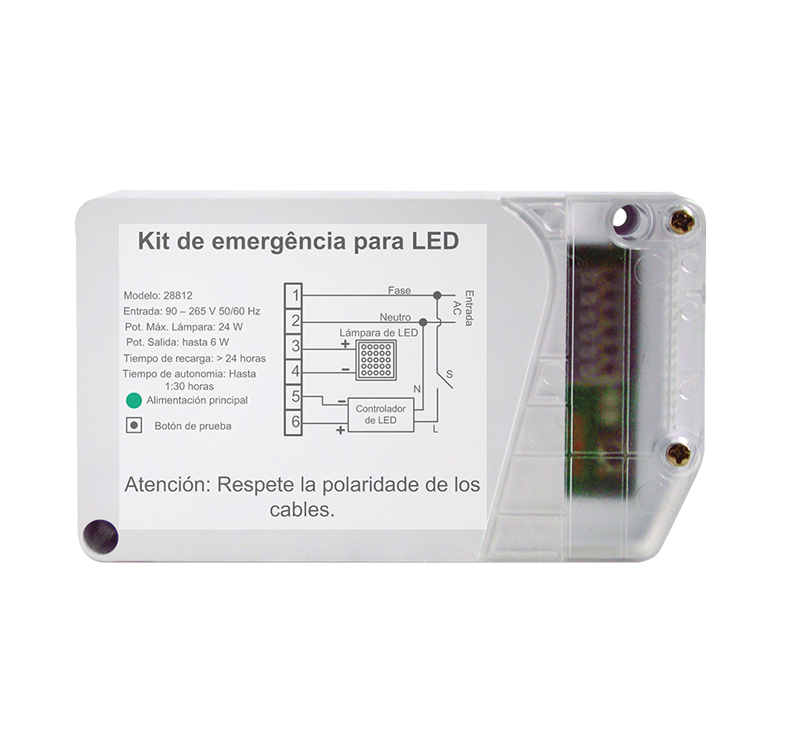 Kit de emergência para LED
Modelo: 28812
Entrada: 90 – 265 V 50/60 Hz
Pot. Máx. Lámpara: 24 W
Pot. Salida: hasta 6 W
Tiempo de recarga: > 24 horas
Tiempo de autonomia: Hasta
1:30 horas
Alimentación principal
Botón de prueba
1
2
3
4
5
6
Fase
Neutro
Entrada
AC
Lámpara de LED
+
–
S
N
–
+
Controlador
de LED
L
Atención: Respete la polaridade de los
cables.